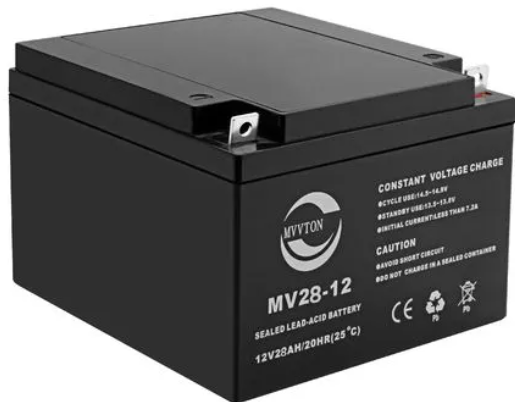 MVVTON
MV28-12
SEALED LEAD-ACID BATTERY
12V28AH/20HR(25°C)
CONSTANT VOLTAGE CHARGE
●CYCLE USE:14.5-14.9V
●STANDBY USE:13.5-13.8V
●INITIAL CURRENT:LESS THAN 7.2A
CAUTION
●AVOID SHORT CIRCUIT
●DO NOT CHARGE IN A SEALED CONTAINER
CE
Pb
Pb